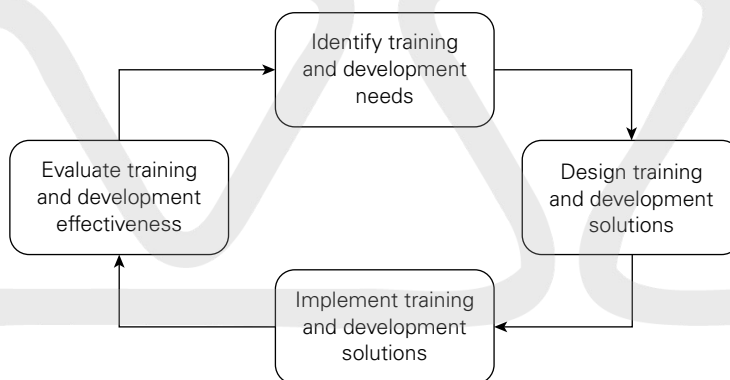 Identify training
and development
needs
Design training
and development
solutions
Implement training
and development
solutions
Evaluate training
and development
effectiveness